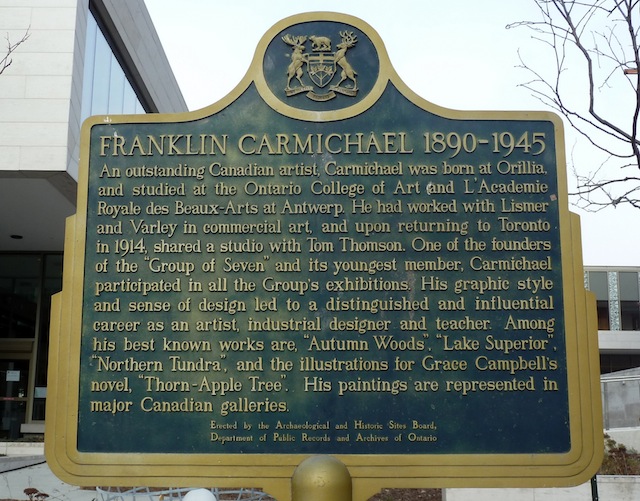 FRANKLIN CARMICHAEL 1890-1945
An outstanding Canadian artist, Carmichael was born at Orillia,
and studied at the Ontario College of Art and L'Academie
Royale des Beaux-Arts at Antwerp. He had worked with Lismer
and Varley in commercial art, and upon returning to Toronto
in 1914, shared a studio with Tom Thomson. One of the founders
of the "Group of Seven" and its youngest member, Carmichael
participated in all the Group's exhibitions. His graphic style
and sense of design led to a distinguished and influential
career as an artist, industrial designer and teacher. Among
his best known works are, "Autumn Woods", "Lake Superior",
"Northern Tundra", and the illustrations for Grace Campbell's
novel, "Thorn-Apple Tree". His paintings are represented in
major Canadian galleries.
Erected by the Archaeological and Historic Sites Board,
Department of Public Records and Archives of Ontario